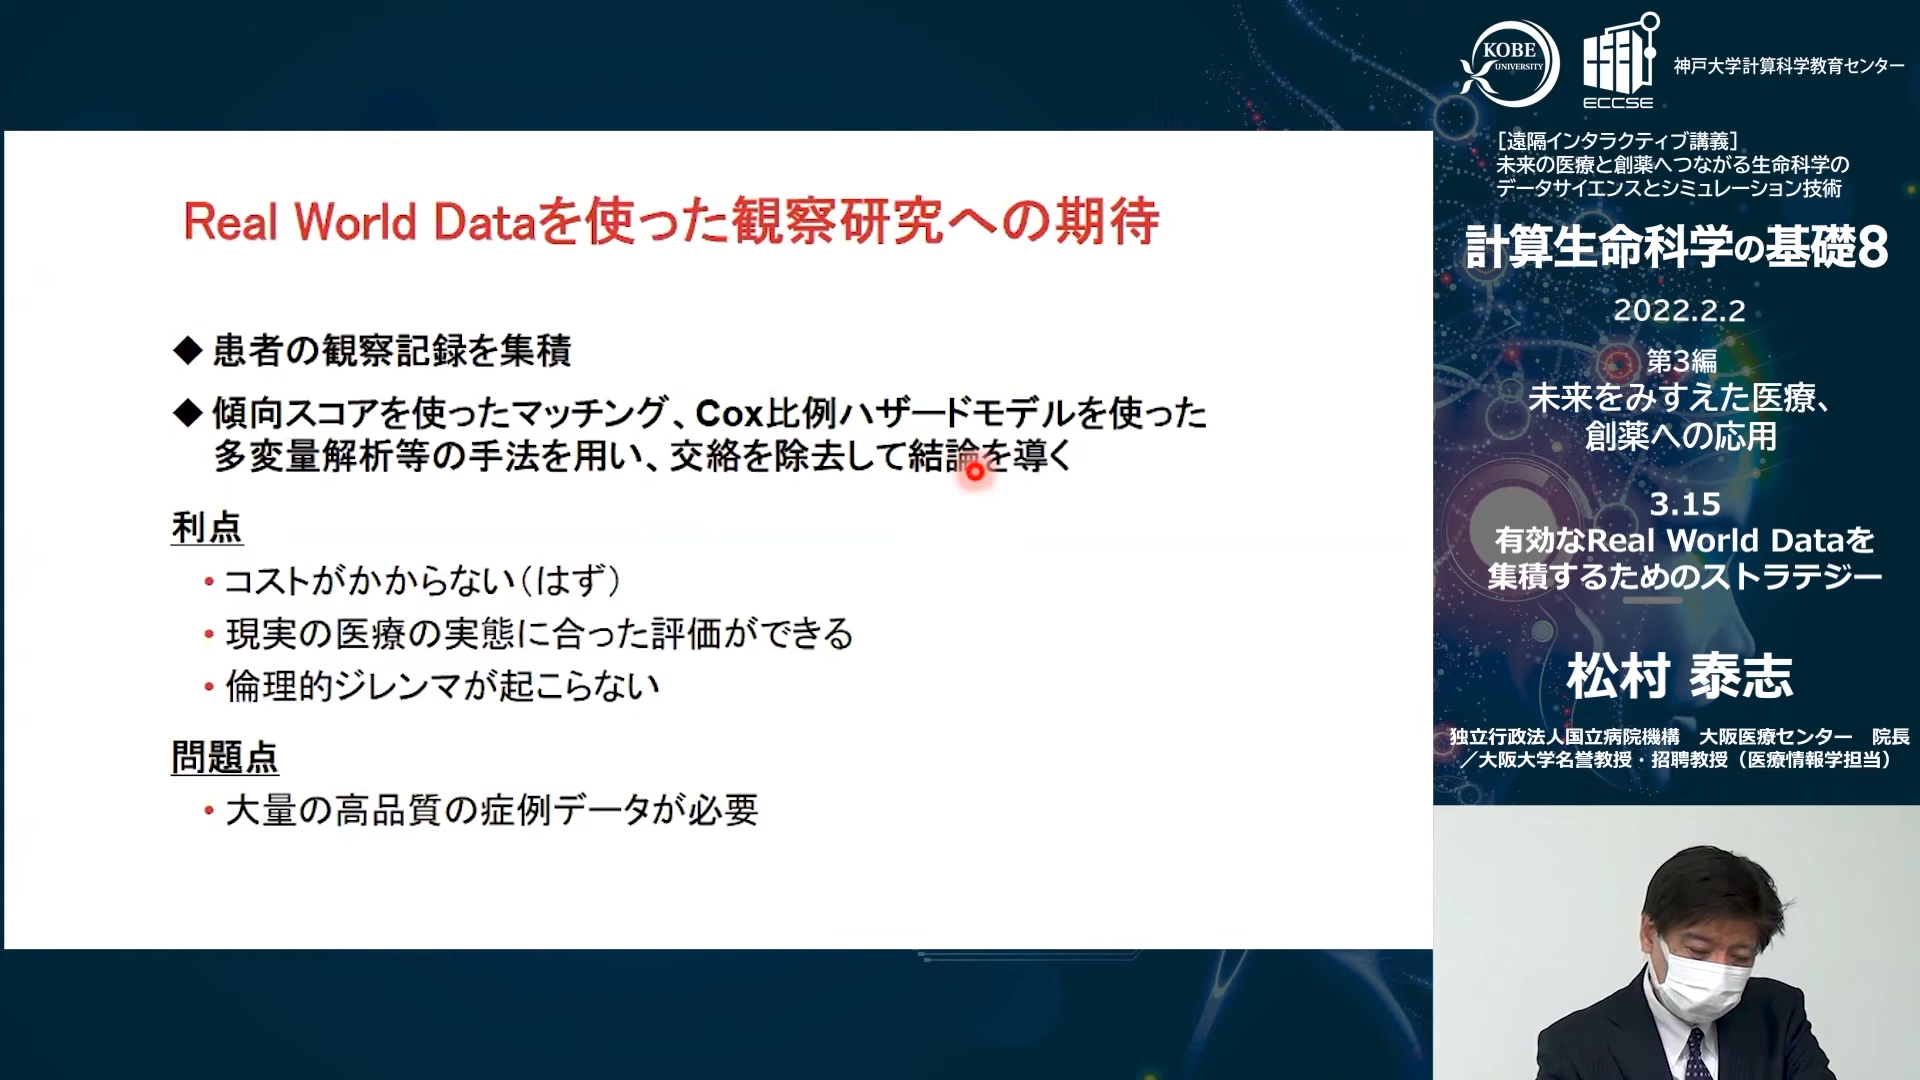 Real World Dataを使った観察研究への期待
◆ 患者の観察記録を集積
◆ 傾向スコアを使ったマッチング、Cox比例ハザードモデルを使った
多変量解析等の手法を用い、交絡を除去して結論を導く
利点
• コストがかからない（はず）
• 現実の医療の実態に合った評価ができる
• 倫理的ジレンマが起こらない
問題点
• 大量の高品質の症例データが必要
KOBE
UNIVERSITY
ECCSE
神戸大学計算科学教育センター
［遠隔インタラクティブ講義］
未来の医療と創薬へつながる生命科学の
データサイエンスとシミュレーション技術
計算生命科学の基礎8
2022.2.2
第3編
未来をみすえた医療、
創薬への応用
3.15
有効なReal World Dataを
集積するためのストラテジー
松村 泰志
独立行政法人国立病院機構　大阪医療センター　院長
／大阪大学名誉教授・招聘教授（医療情報学担当）